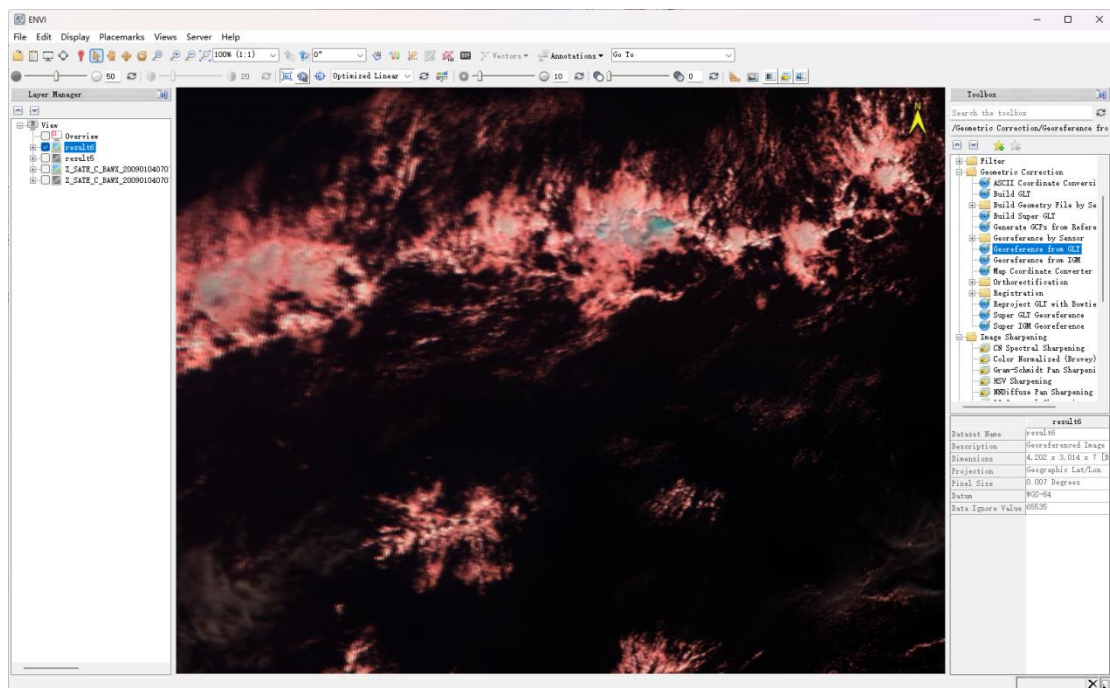 ENVI
File Edit Display Placemarks Views Server Help
100% (1:1) 0° Vectors Annotations Go To
50 20 Optimized Linear 10 0
Layer Manager
View
Overview
result6
result5
Z_SATE_C_BAWX_20090104070
Z_SATE_C_BAWX_20090104070
N
Toolbox
Search the toolbox
/Geometric Correction/Georeference fro
Filter
Geometric Correction
ASCII Coordinate Conversi
Build GLT
Build Geometry File by Se
Build Super GLT
Generate GCPs from Refere
Georeference by Sensor
Georeference from GLT
Georeference from IGM
Map Coordinate Converter
Orthorectification
Registration
Reproject GLT with Bowtie
Super GLT Georeference
Super IGM Georeference
Image Sharpening
CN Spectral Sharpening
Color Normalized (Brovey)
Gram-Schmidt Pan Sharpeni
HSV Sharpening
NNDiffuse Pan Sharpening
result6
Dataset Name result6
Description Georeferenced Image
Dimensions 4,202 x 3,014 x 7 [B
Projection Geographic Lat/Lon
Pixel Size 0.007 Degrees
Datum WGS-84
Data Ignore Value 65535